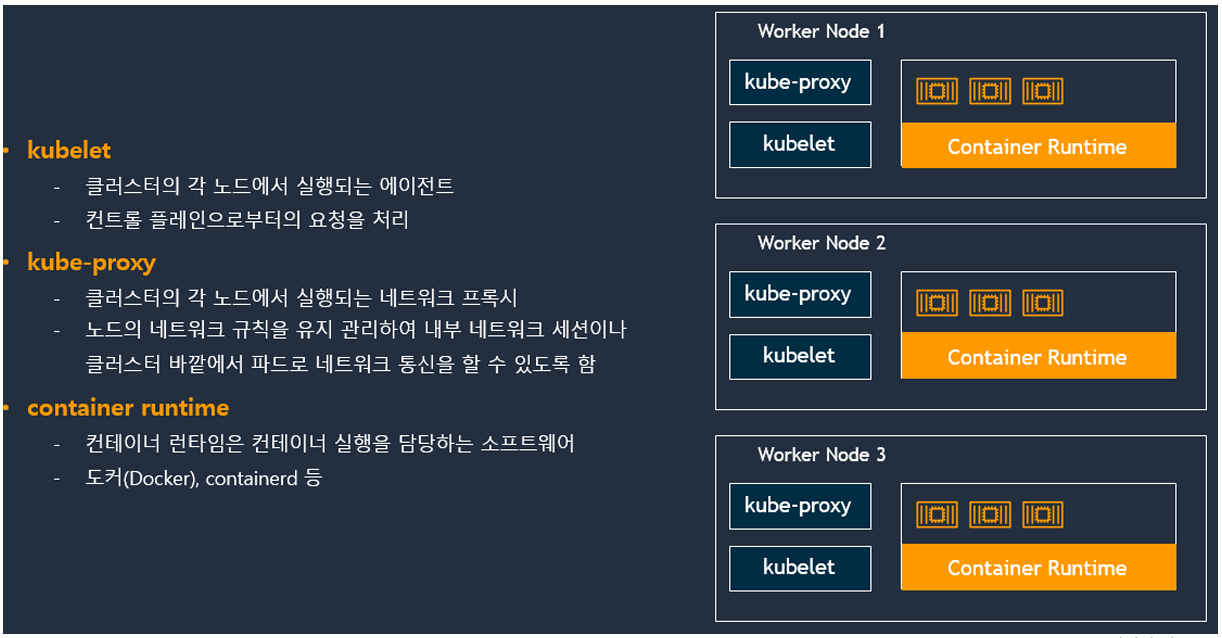 • kubelet
- 클러스터의 각 노드에서 실행되는 에이전트
- 컨트롤 플레인으로부터의 요청을 처리
• kube-proxy
- 클러스터의 각 노드에서 실행되는 네트워크 프록시
- 노드의 네트워크 규칙을 유지 관리하여 내부 네트워크 세션이나
클러스터 바깥에서 파드로 네트워크 통신을 할 수 있도록 함
• container runtime
- 컨테이너 런타임은 컨테이너 실행을 담당하는 소프트웨어
- 도커(Docker), containerd 등
Worker Node 1
kube-proxy
kubelet
Container Runtime
Worker Node 2
kube-proxy
kubelet
Container Runtime
Worker Node 3
kube-proxy
kubelet
Container Runtime